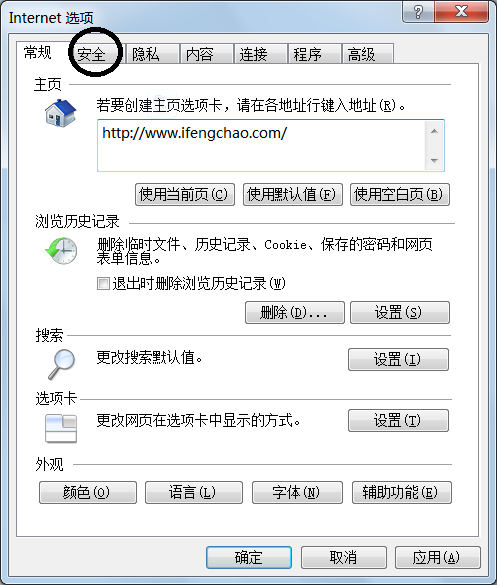 Internet 选项
常规 安全 隐私 内容 连接 程序 高级
主页
若要创建主页选项卡，请在各地址行键入地址(R)。
http://www.ifengchao.com/
使用当前页(C) 使用默认值(F) 使用空白页(B)
浏览历史记录
删除临时文件、历史记录、Cookie、保存的密码和网页
表单信息。
退出时删除浏览历史记录(W)
删除(D)... 设置(S)
搜索
更改搜索默认值。
设置(I)
选项卡
更改网页在选项卡中显示的方式。
设置(T)
外观
颜色(O) 语言(L) 字体(N) 辅助功能(E)
确定 取消 应用(A)